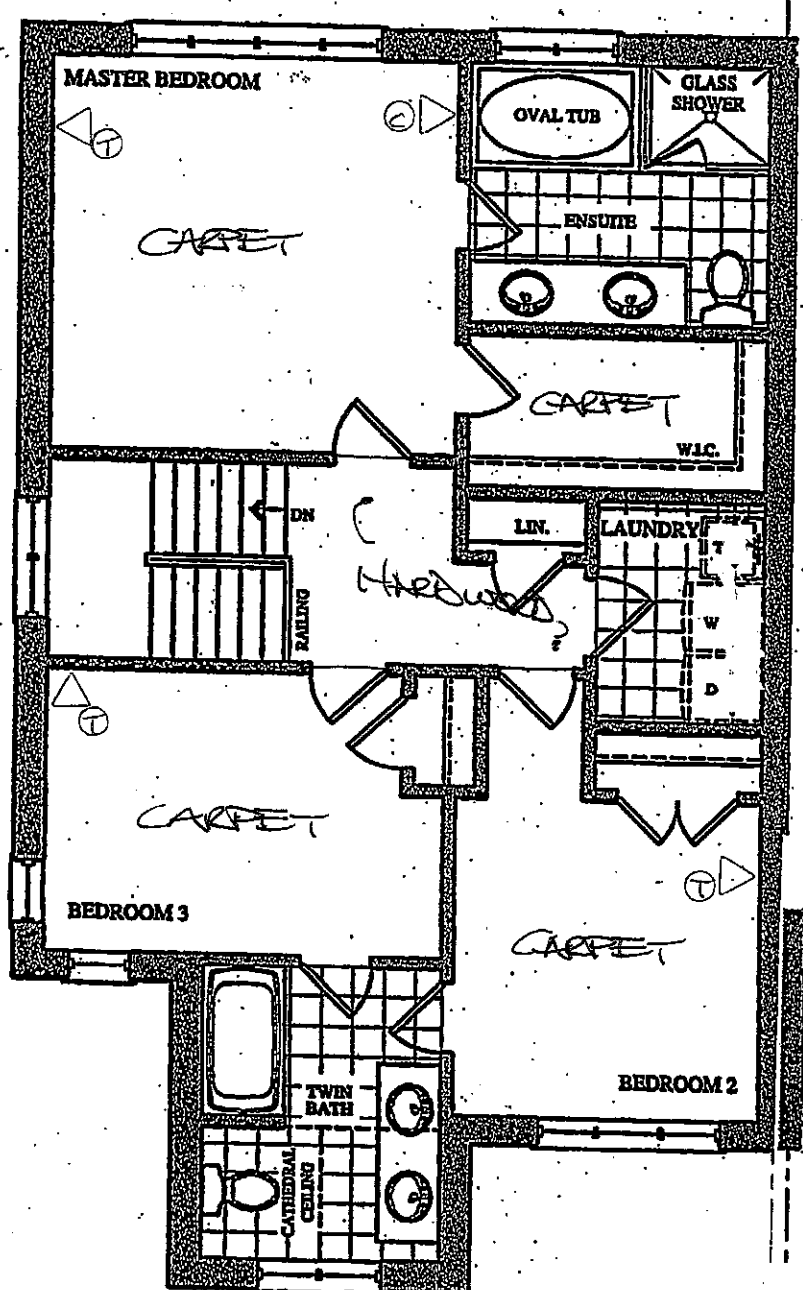 MASTER BEDROOM
GLASS
SHOWER
OVAL TUB
T
C
CARPET
ENSUITE
CARPET
W.I.C.
DN
LIN.
LAUNDRY
T
HARDWOOD
RAILING
W
D
T
CARPET
T
BEDROOM 3
CARPET
BEDROOM 2
TWIN
BATH
CATHEDRAL
CEILING